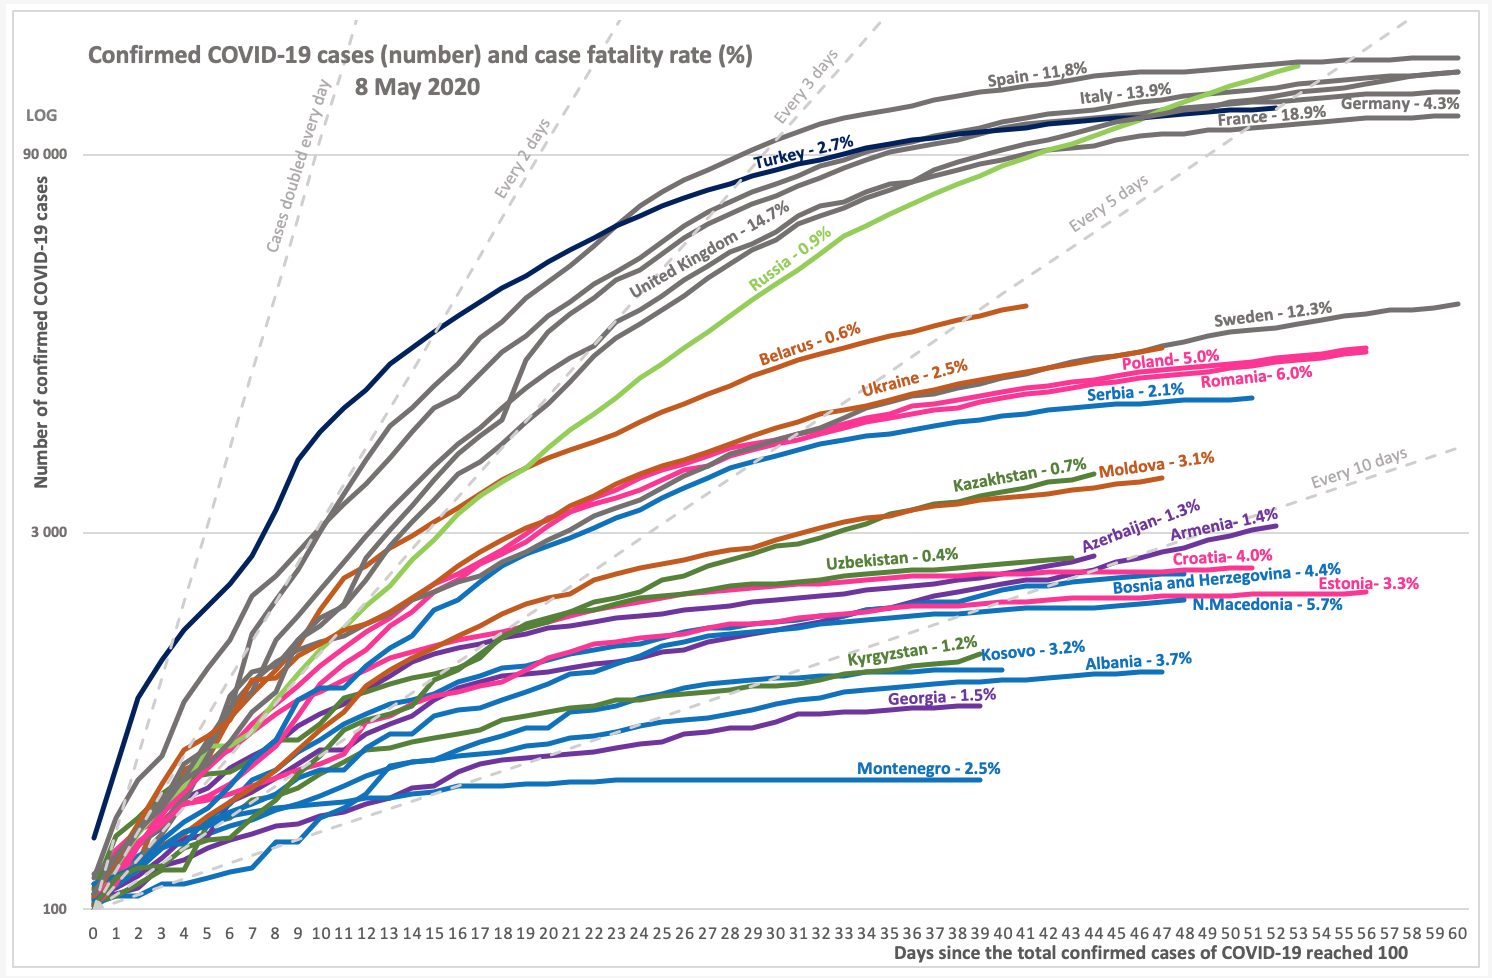 Confirmed COVID-19 cases (number) and case fatality rate (%)
8 May 2020
LOG
90 000
3 000
100
Number of confirmed COVID-19 cases
Cases doubled every day
Every 2 days
Every 3 days
Every 5 days
Every 10 days
Spain - 11,8%
Italy - 13.9%
Germany - 4.3%
France - 18.9%
Turkey - 2.7%
United Kingdom - 14.7%
Russia - 0.9%
Sweden - 12.3%
Belarus - 0.6%
Ukraine - 2.5%
Poland- 5.0%
Romania- 6.0%
Serbia - 2.1%
Kazakhstan - 0.7%
Moldova - 3.1%
Azerbaijan- 1.3%
Armenia- 1.4%
Uzbekistan - 0.4%
Croatia- 4.0%
Bosnia and Herzegovina - 4.4%
Estonia- 3.3%
N.Macedonia - 5.7%
Kyrgyzstan - 1.2%
Kosovo - 3.2%
Albania - 3.7%
Georgia - 1.5%
Montenegro - 2.5%
0 1 2 3 4 5 6 7 8 9 10 11 12 13 14 15 16 17 18 19 20 21 22 23 24 25 26 27 28 29 30 31 32 33 34 35 36 37 38 39 40 41 42 43 44 45 46 47 48 49 50 51 52 53 54 55 56 57 58 59 60
Days since the total confirmed cases of COVID-19 reached 100